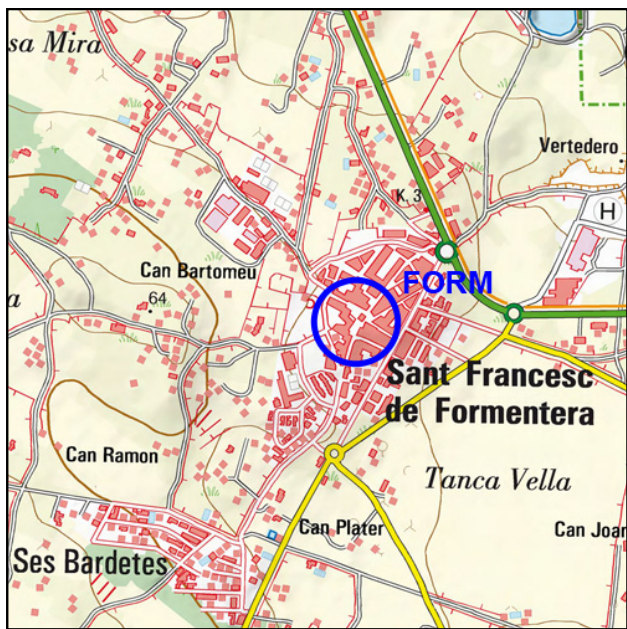 sa Mira
Vertedero
K. 3
H
Can Bartomeu
FORM
64
a
Sant Francesc
de Formentera
Can Ramon
Tanca Vella
Can Plater
Can Joan
Ses Bardetes